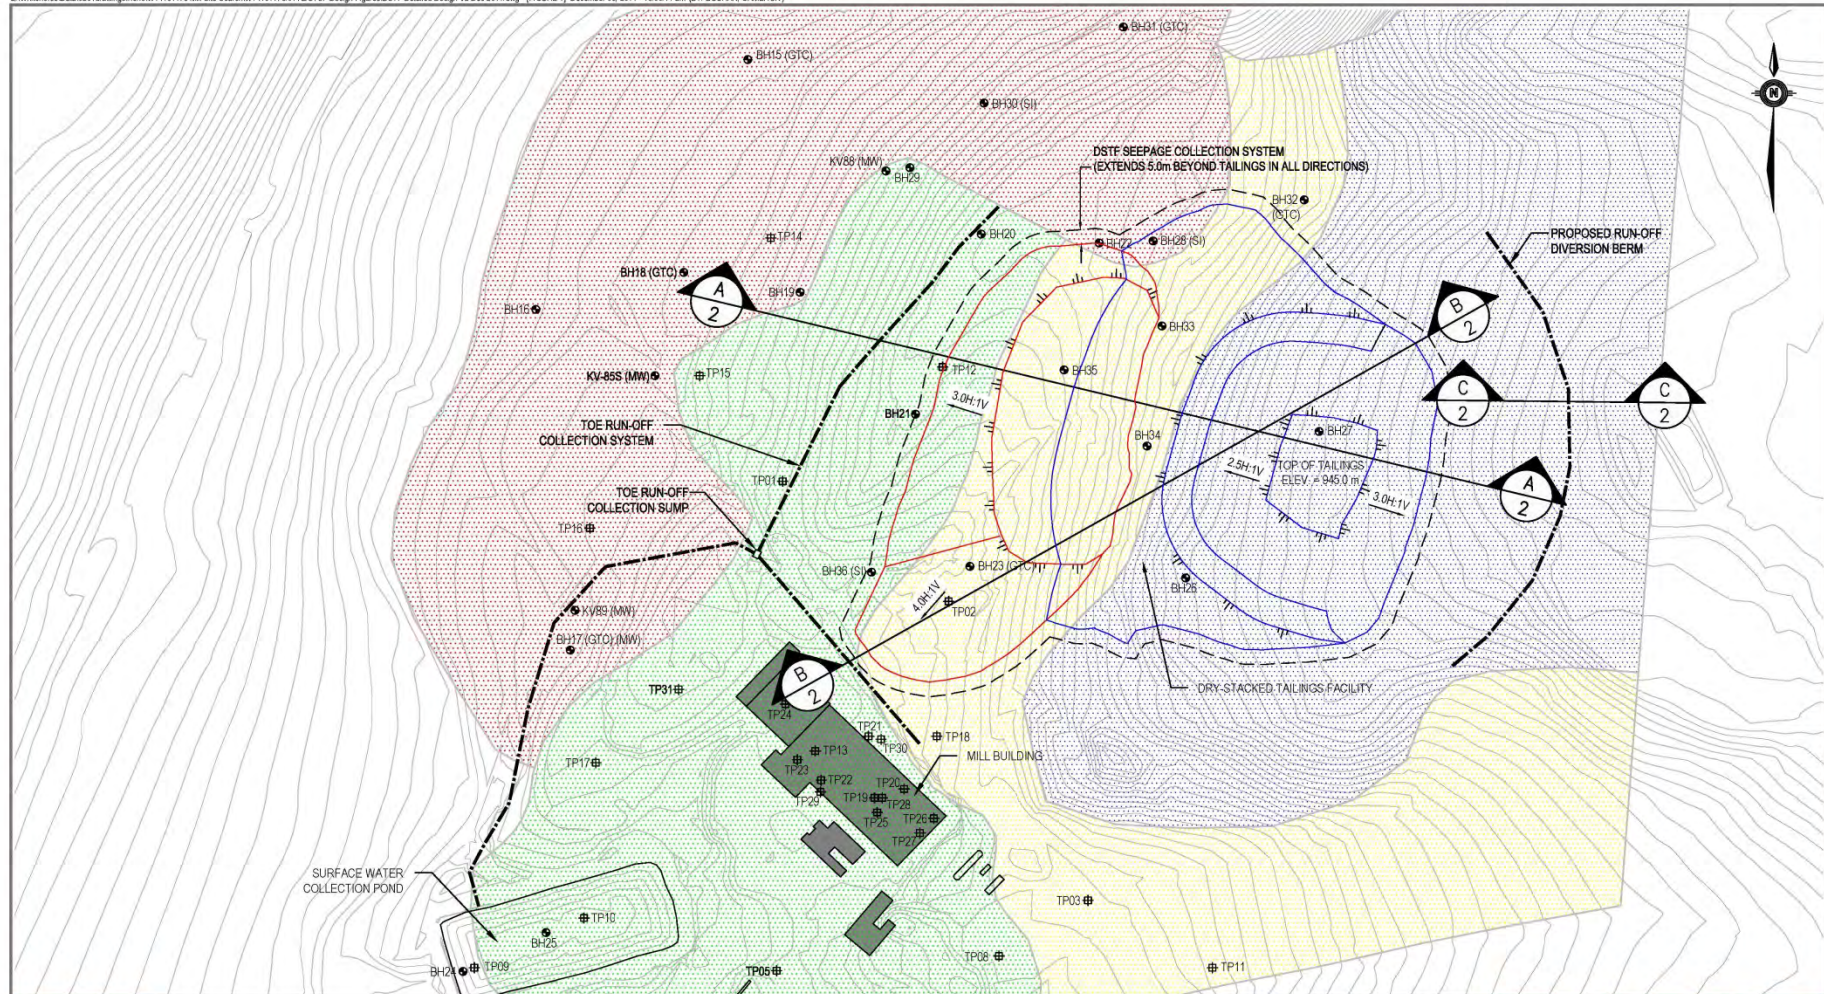 BH31 (GTC)
BH15 (GTC)
N
BH30 (SI)
DSTF SEEPAGE COLLECTION SYSTEM
(EXTENDS 5.0m BEYOND TAILINGS IN ALL DIRECTIONS)
KV88 (MW)
BH29
BH32
(GTC)
TP14
BH20
BH22
BH28 (SI)
PROPOSED RUN-OFF
DIVERSION BERM
BH18 (GTC)
BH19
A
2
BH16
B
2
BH33
KV-85S (MW)
TP15
TP12
BH35
3.0H:1V
C
2
C
2
BH21
TOE RUN-OFF
COLLECTION SYSTEM
BH34
BH27
TOP OF TAILINGS
ELEV. = 945.0 m
2.5H:1V
3.0H:1V
TP01
TOE RUN-OFF
COLLECTION SUMP
A
2
TP16
BH36 (SI)
BH23 (GTC)
BH26
4.0H:1V
TP02
KV89 (MW)
BH17 (GTC) (MW)
B
2
TP31
DRY-STACKED TAILINGS FACILITY
TP24
TP21
TP30
TP18
TP13
MILL BUILDING
TP23
TP17
TP22
TP29
TP20
TP19
TP28
TP25
TP26
TP27
SURFACE WATER
COLLECTION POND
TP03
TP10
BH25
TP08
BH24
TP09
TP05
TP11